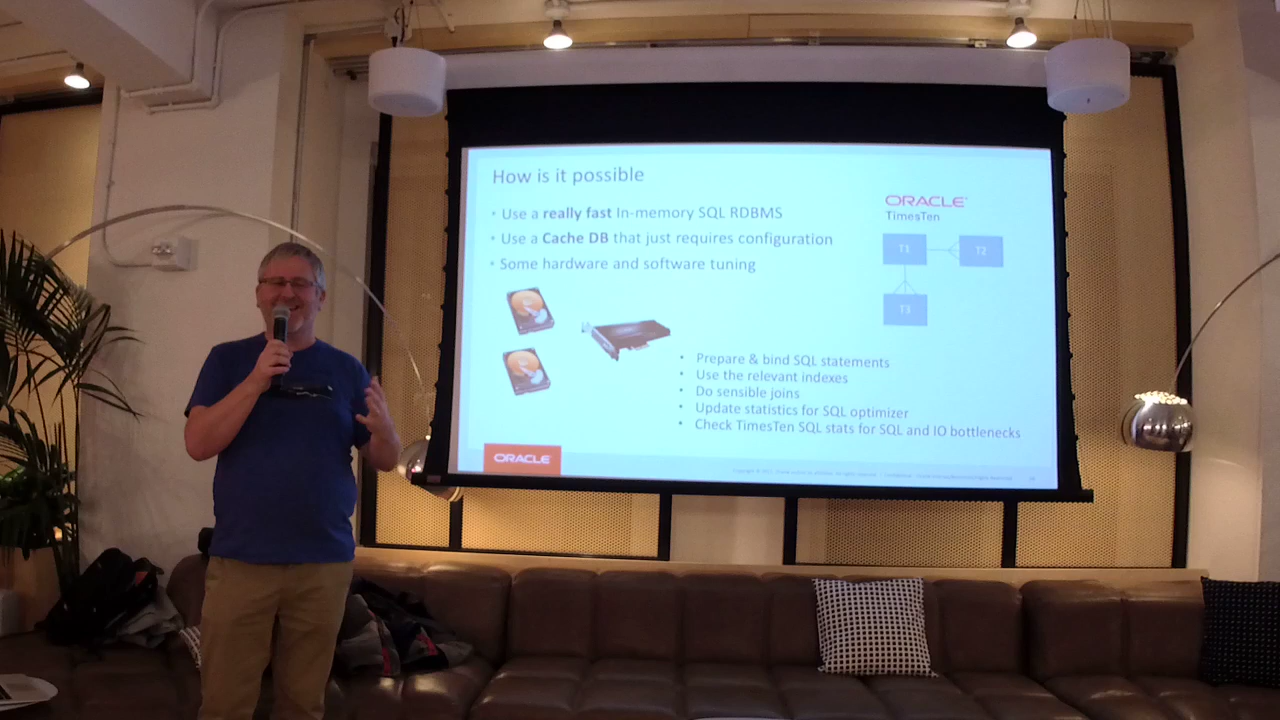 How is it possible
• Use a really fast In-memory SQL RDBMS
• Use a Cache DB that just requires configuration
• Some hardware and software tuning
ORACLE
TimesTen
T1
T2
T3
• Prepare & bind SQL statements
• Use the relevant indexes
• Do sensible joins
• Update statistics for SQL optimizer
• Check TimesTen SQL stats for SQL and IO bottlenecks
ORACLE